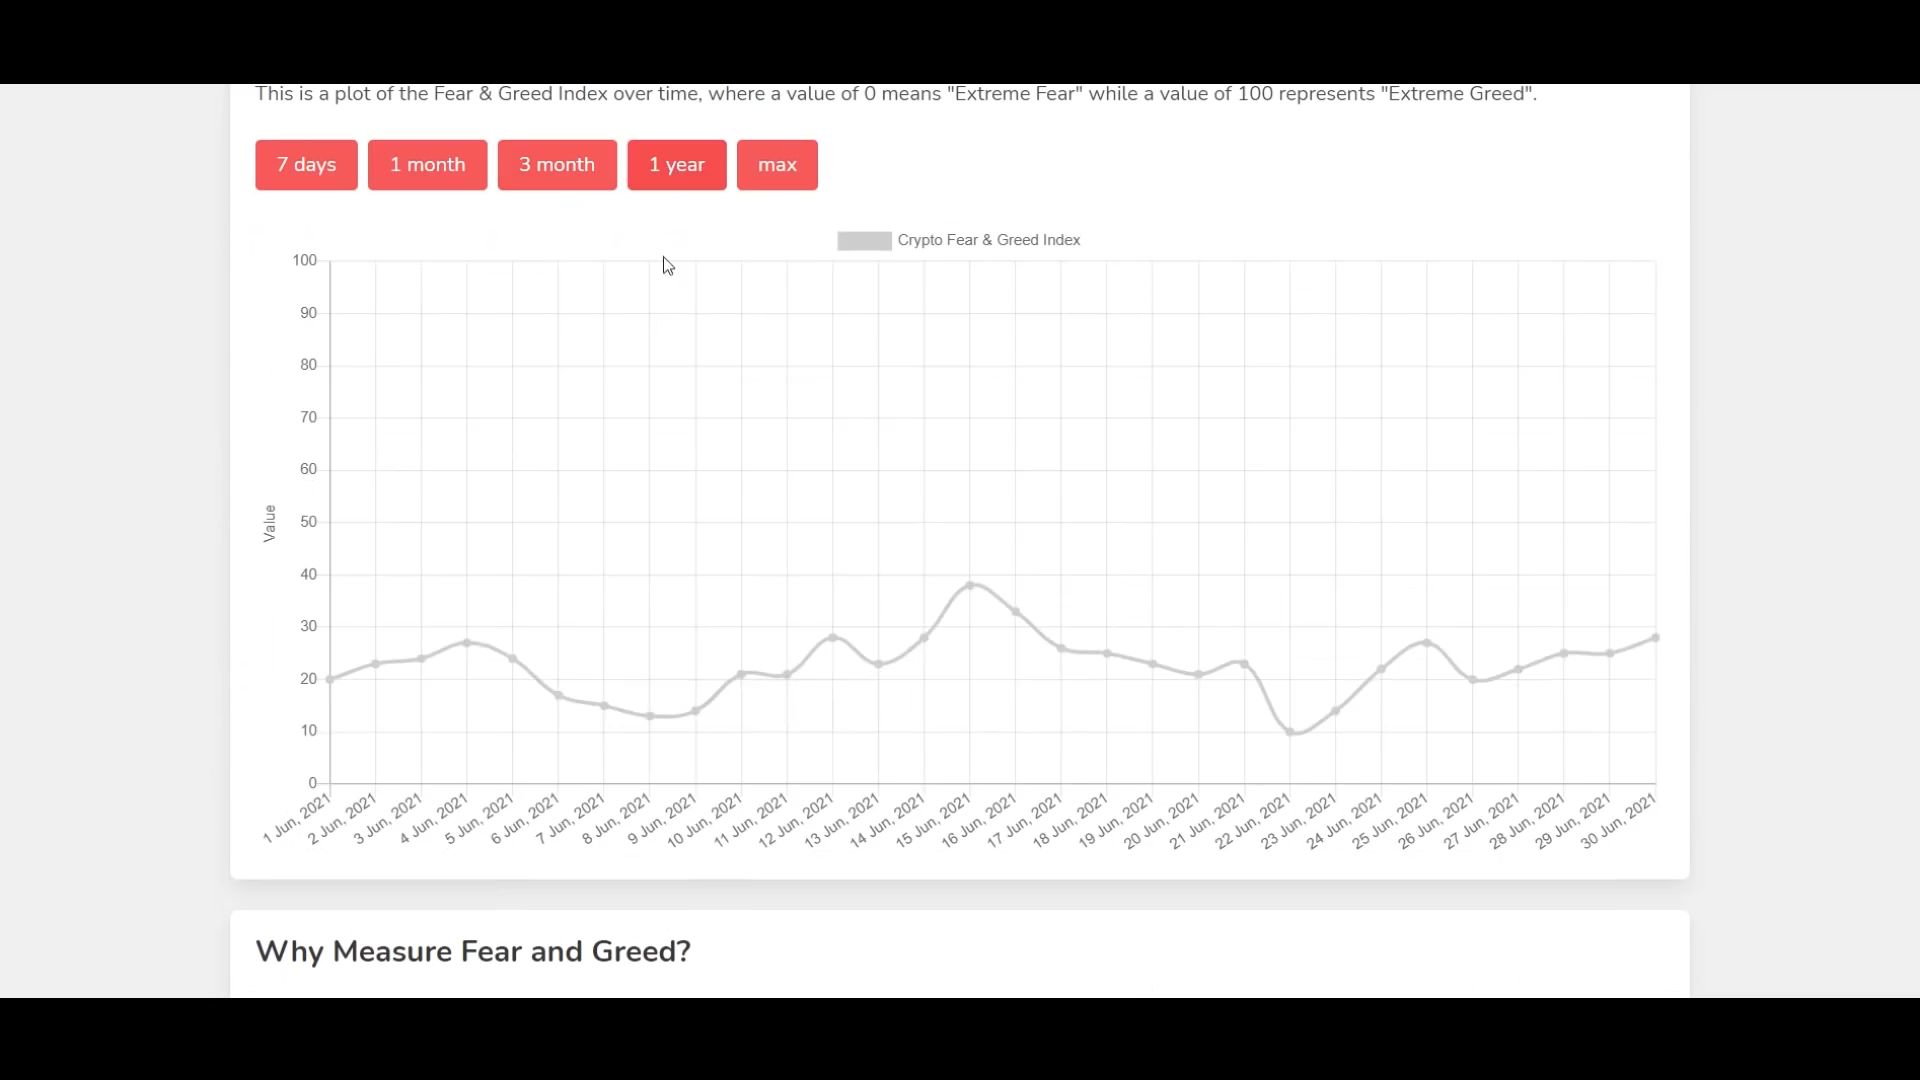 This is a plot of the Fear & Greed Index over time, where a value of 0 means "Extreme Fear" while a value of 100 represents "Extreme Greed".
7 days 1 month 3 month 1 year max
Crypto Fear & Greed Index
100
90
80
70
60
50
40
30
20
10
0
Value
1 Jun, 2021 2 Jun, 2021 3 Jun, 2021 4 Jun, 2021 5 Jun, 2021 6 Jun, 2021 7 Jun, 2021 8 Jun, 2021 9 Jun, 2021 10 Jun, 2021 11 Jun, 2021 12 Jun, 2021 13 Jun, 2021 14 Jun, 2021 15 Jun, 2021 16 Jun, 2021 17 Jun, 2021 18 Jun, 2021 19 Jun, 2021 20 Jun, 2021 21 Jun, 2021 22 Jun, 2021 23 Jun, 2021 24 Jun, 2021 25 Jun, 2021 26 Jun, 2021 27 Jun, 2021 28 Jun, 2021 29 Jun, 2021 30 Jun, 2021
Why Measure Fear and Greed?